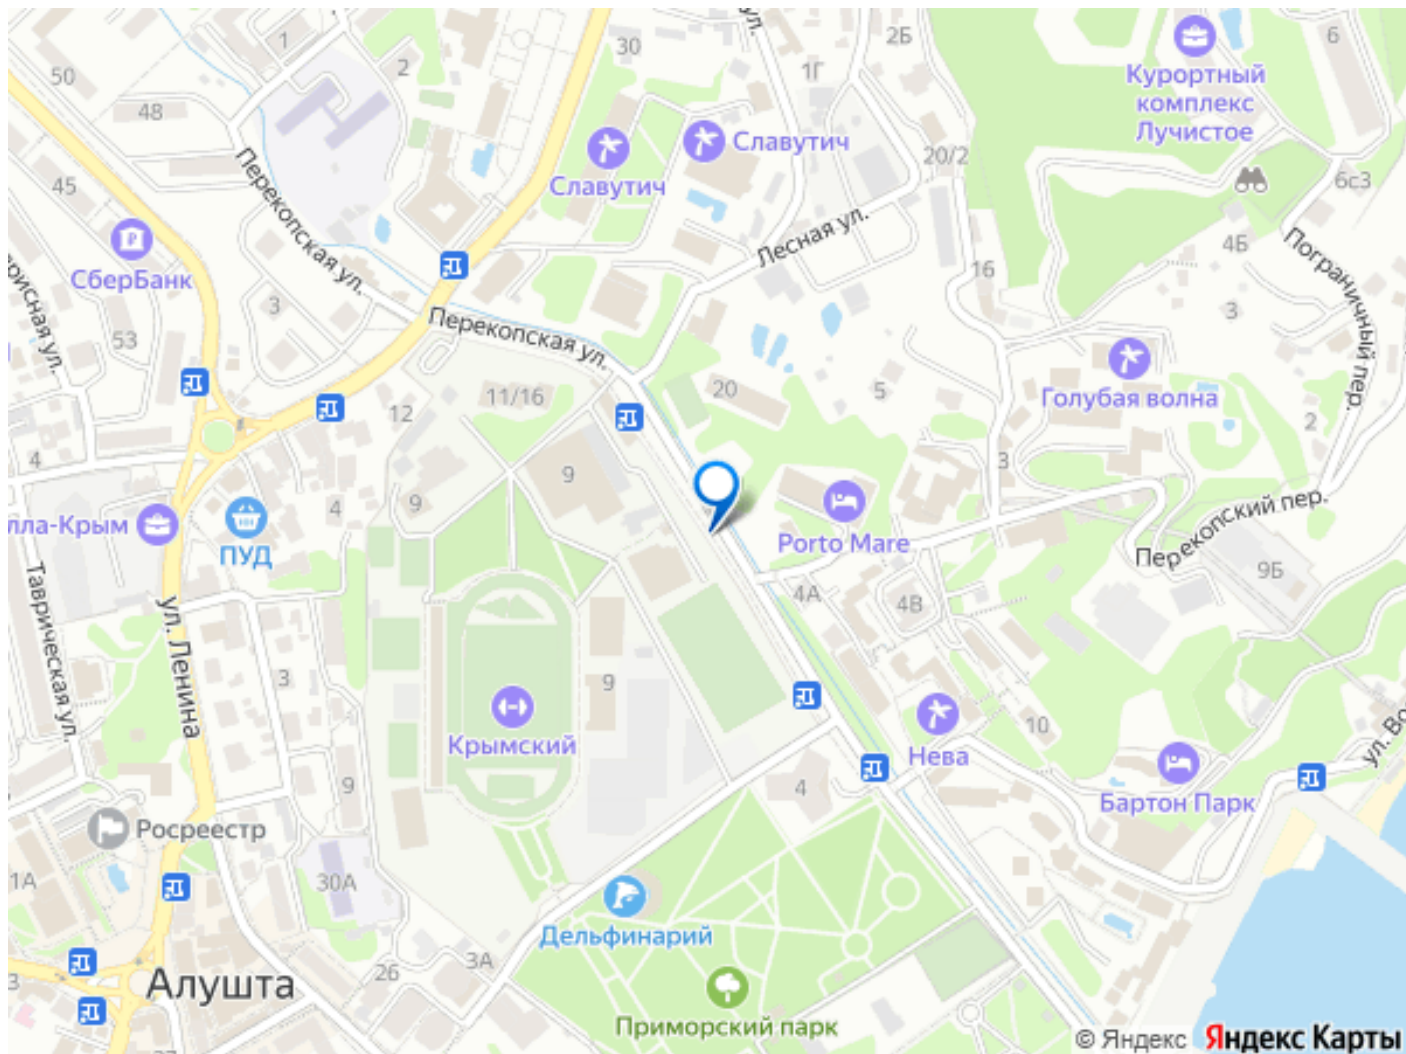 ул.
2Б
6
30
1
2
50
1Г
Курортный
комплекс
Лучистое
48
Славутич
20/2
Славутич
6с3
45
Перекопская ул.
Лесная ул.
4Б
СберБанк
16
Пограничный пер.
3
3
Перекопская ул.
53
20
5
Голубая волна
11/16
12
2
4
9
3
9
4
Перекопский пер.
ПУД
Porto Mare
9Б
4А
4В
Таврическая ул.
ул. Ленина
3
9
Крымский
Нева
10
9
4
Бартон Парк
Росреестр
1А
30А
Дельфинарий
3А
26
3
Алушта
Приморский парк
© Яндекс Яндекс Карты